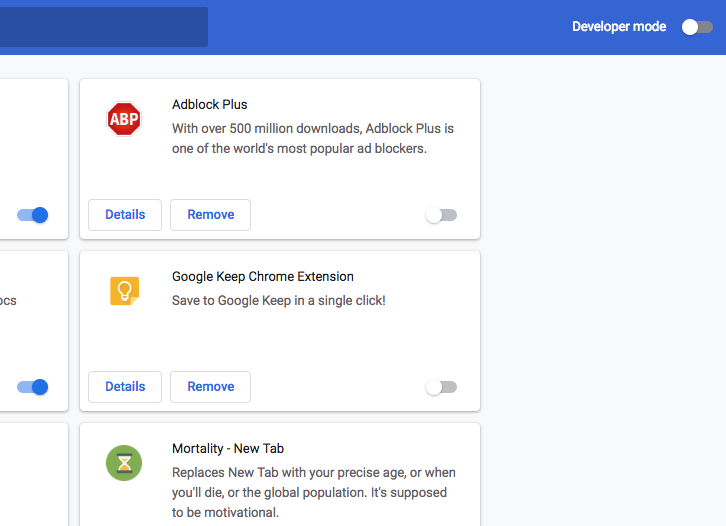 Developer mode
ABP
Adblock Plus
With over 500 million downloads, Adblock Plus is
one of the world's most popular ad blockers.
Details
Remove
Google Keep Chrome Extension
ocs
Save to Google Keep in a single click!
Details
Remove
Mortality - New Tab
Replaces New Tab with your precise age, or when
you'll die, or the global population. It's supposed
to be motivational.